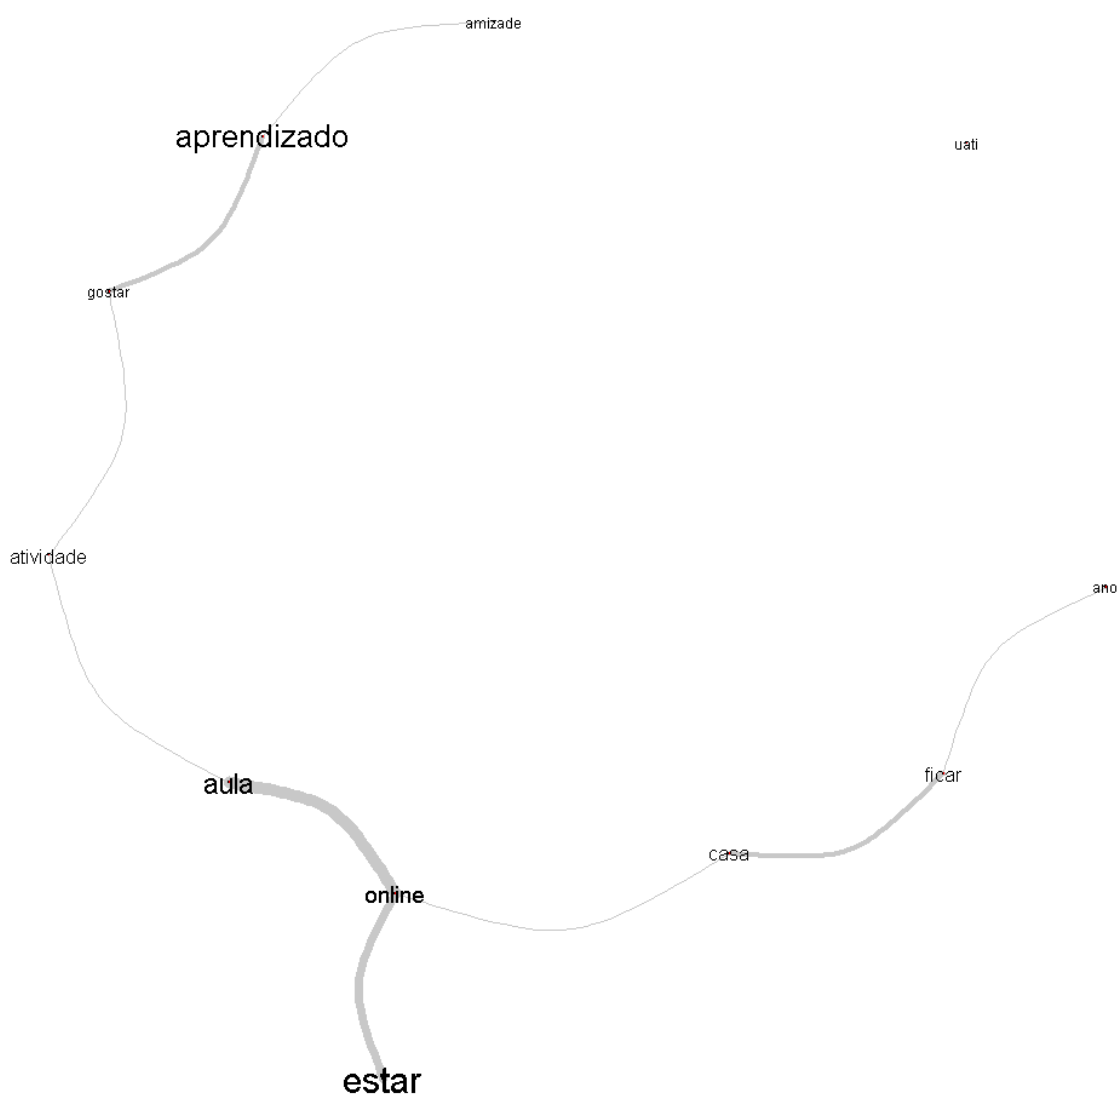 amizade
aprendizado
uati
gostar
atividade
ano
ficar
aula
casa
online
estar